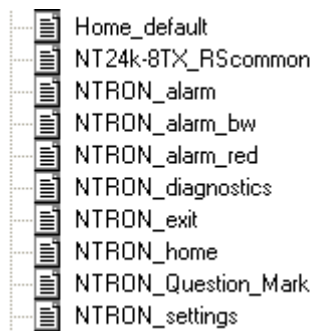 Home_default
NT24k-8TX_RScommon
NTRON_alarm
NTRON_alarm_bw
NTRON_alarm_red
NTRON_diagnostics
NTRON_exit
NTRON_home
NTRON_Question_Mark
NTRON_settings